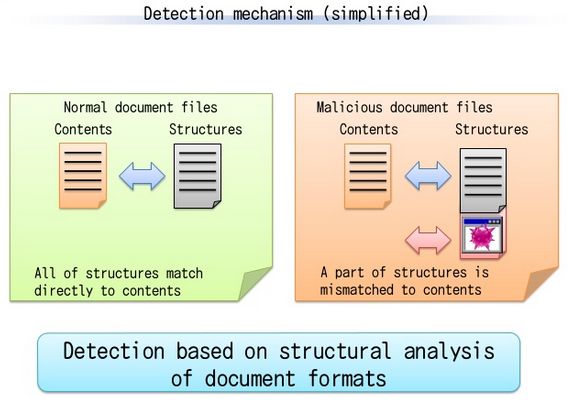 Detection mechanism (simplified)
Normal document files
Contents
Structures
All of structures match
directly to contents
Malicious document files
Contents
Structures
A part of structures is
mismatched to contents
Detection based on structural analysis
of document formats